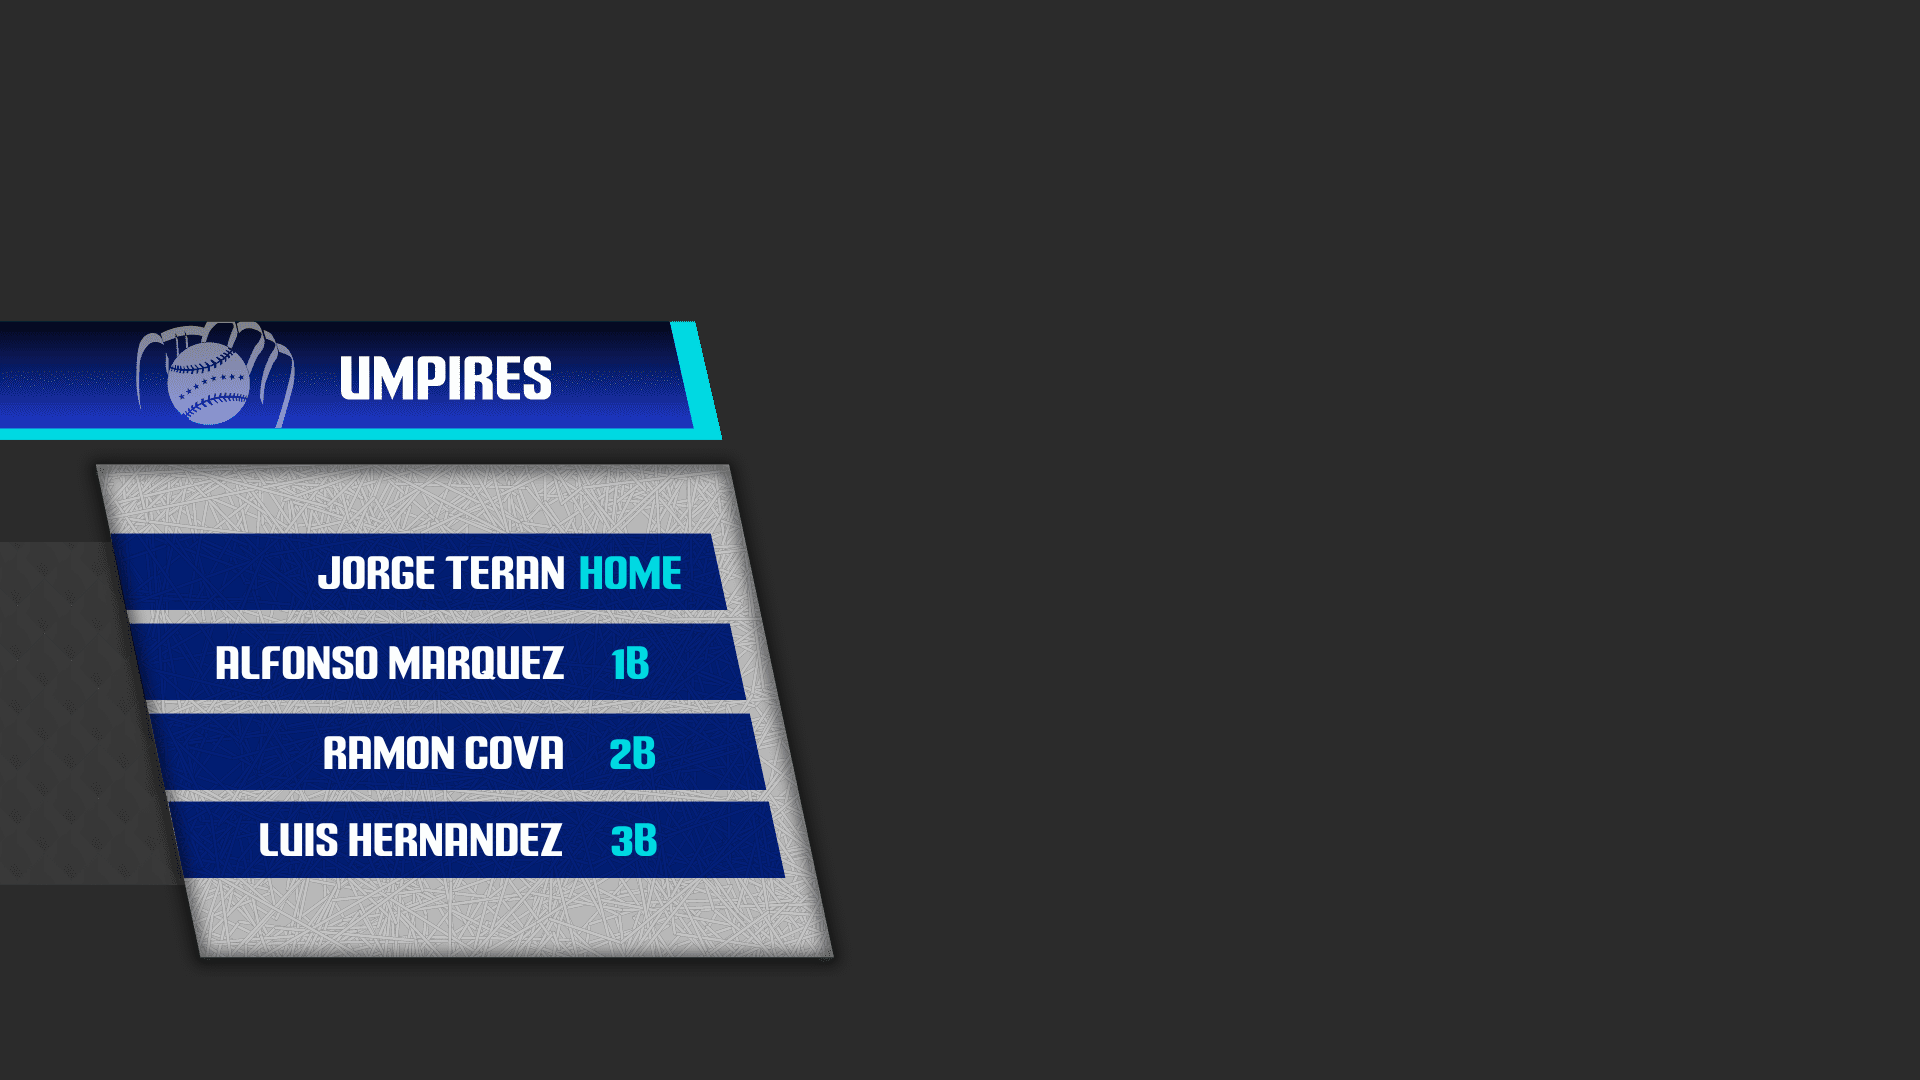 UMPIRES
JORGE TERAN HOME
ALFONSO MARQUEZ 1B
RAMON COVA 2B
LUIS HERNANDEZ 3B